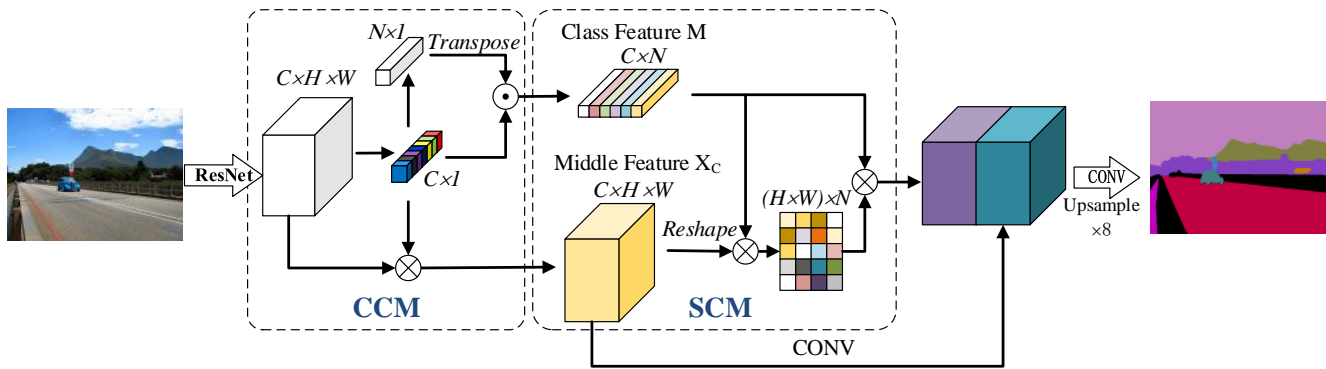 N×1
Transpose
C×H×W
ResNet
C×1
CCM
Class Feature M
C×N
Middle Feature X_C
C×H×W
Reshape
(H×W)×N
SCM
CONV
CONV
Upsample
×8